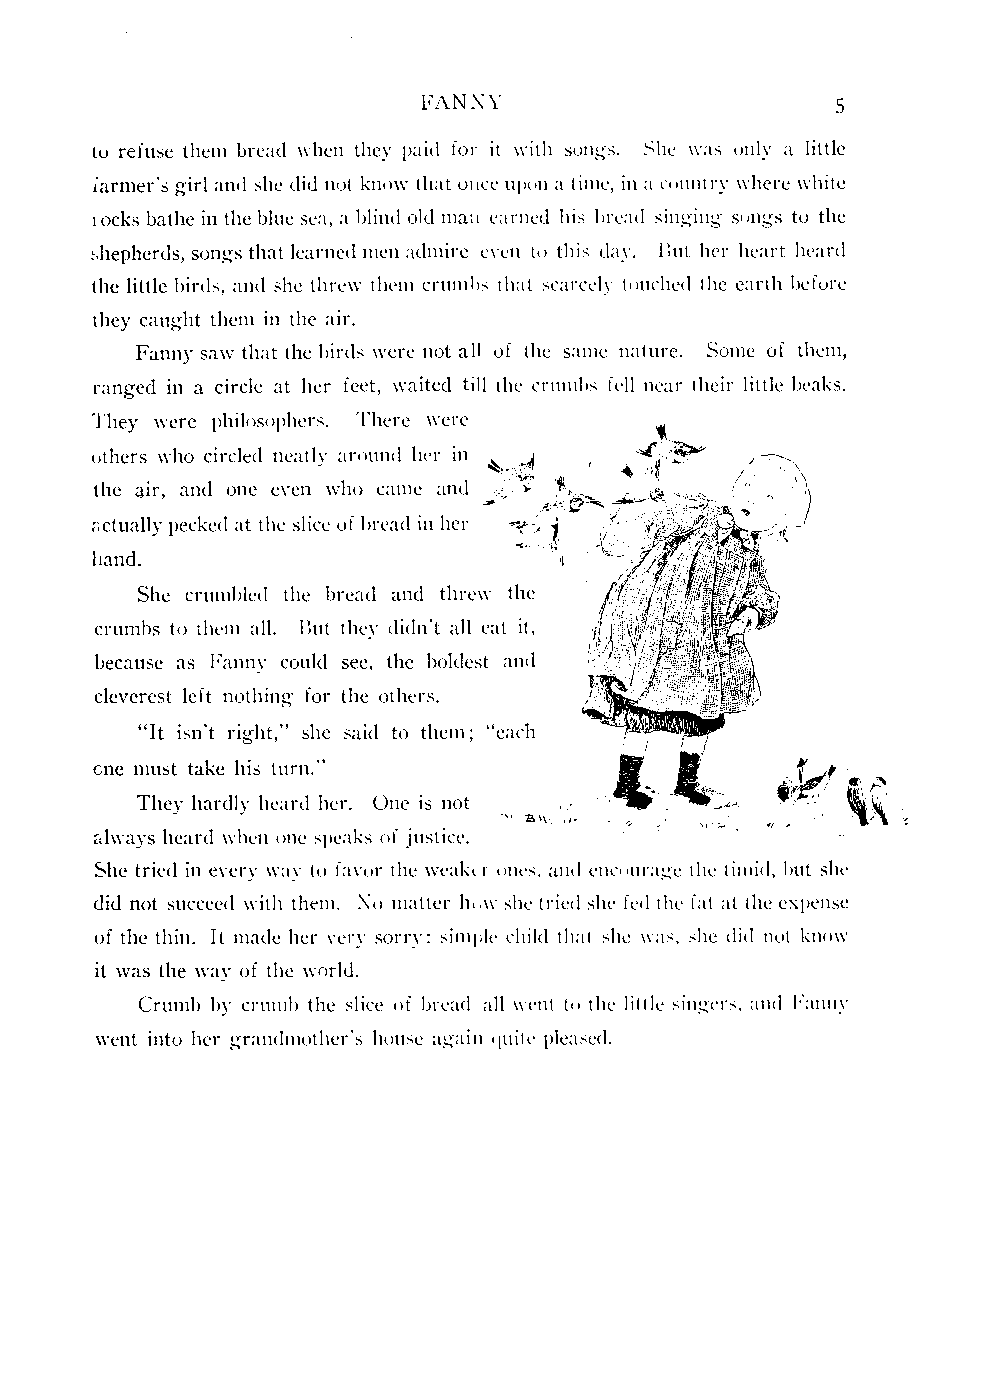 FANNY 5
to refuse them bread when they paid for it with songs. She was only a little
farmer's girl and she did not know that once upon a time, in a country where white
rocks bathe in the blue sea, a blind old man earned his bread singing songs to the
shepherds, songs that learned men admire even to this day. But her heart heard
the little birds, and she threw them crumbs that scarcely touched the earth before
they caught them in the air.
Fanny saw that the birds were not all of the same nature. Some of them,
ranged in a circle at her feet, waited till the crumbs fell near their little beaks.
They were philosophers. There were
others who circled neatly around her in
the air, and one even who came and
actually pecked at the slice of bread in her
hand.
She crumbled the bread and threw the
crumbs to them all. But they didn't all eat it,
because as Fanny could see, the boldest and
cleverest left nothing for the others.
"It isn't right," she said to them; "each
one must take his turn."
They hardly heard her. One is not
always heard when one speaks of justice.
She tried in every way to favor the weaker ones, and encourage the timid, but she
did not succeed with them. No matter how she tried she fed the fat at the expense
of the thin. It made her very sorry: simple child that she was, she did not know
it was the way of the world.
Crumb by crumb the slice of bread all went to the little singers, and Fanny
went into her grandmother's house again quite pleased.